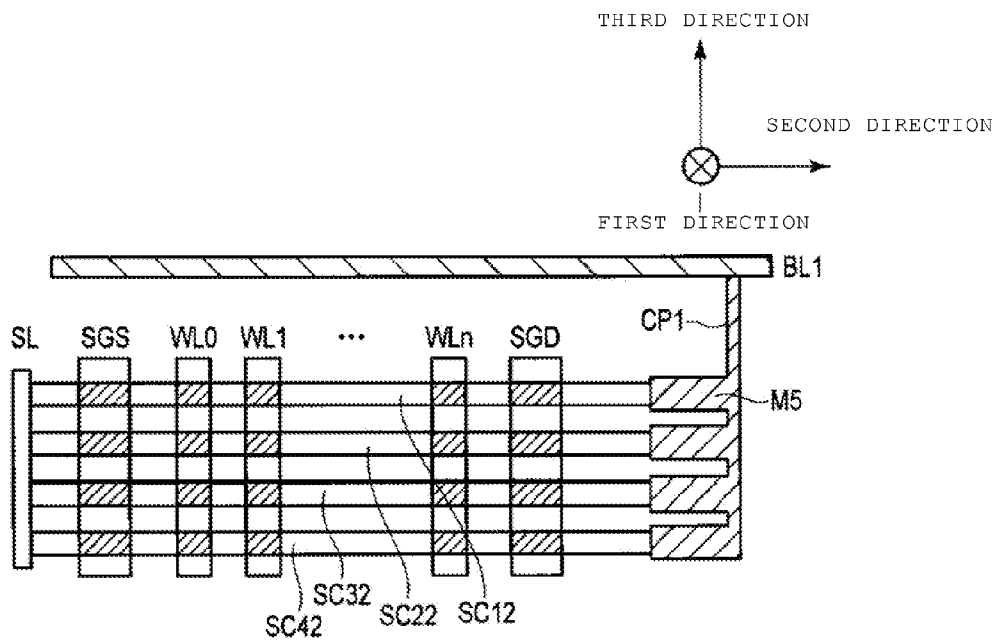 THIRD DIRECTION
SECOND DIRECTION
FIRST DIRECTION
BL1
CP1
SL SGS WL0 WL1 ... WLn SGD
M5
SC32
SC42 SC22 SC12